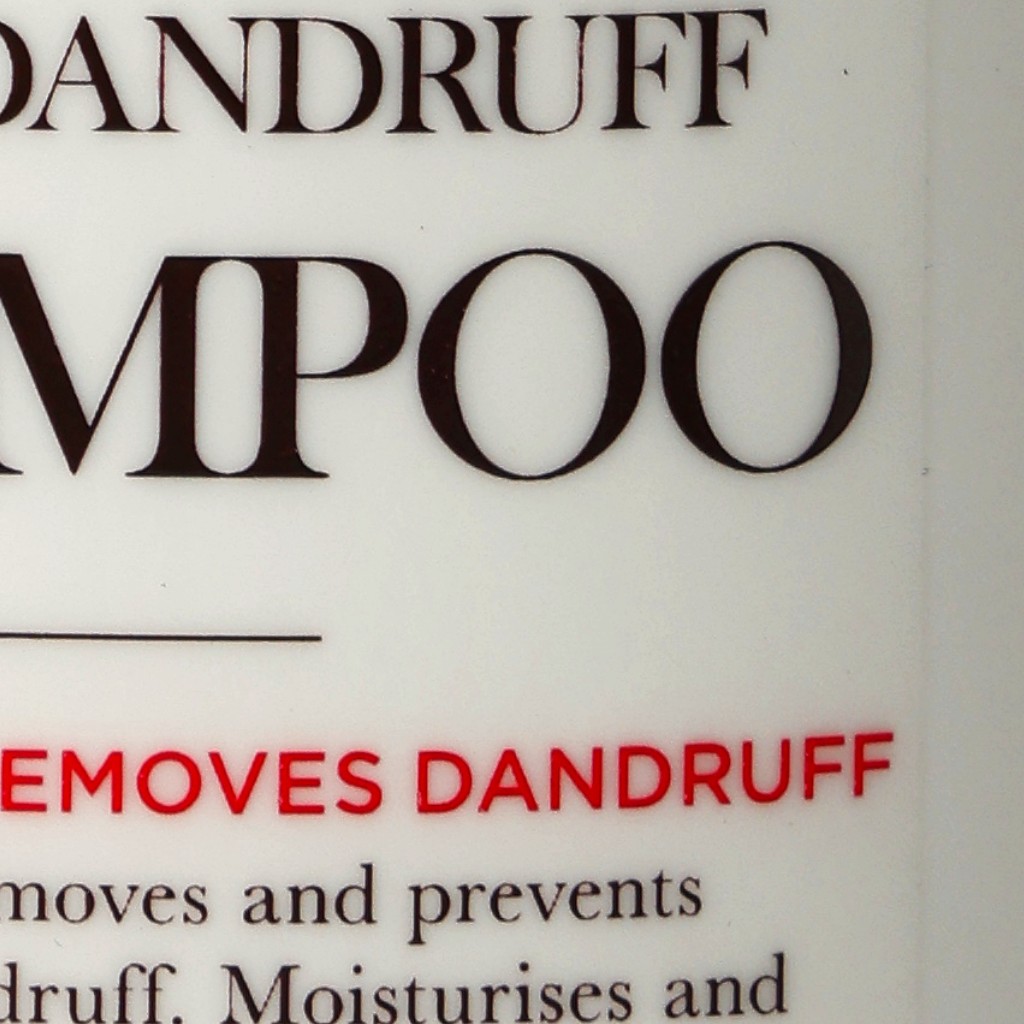 DANDRUFF
MPOO
EMOVES DANDRUFF
moves and prevents
druff. Moisturises and